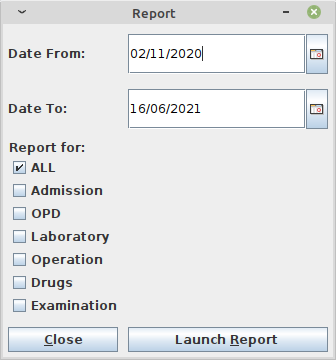 Report
Date From: 02/11/2020
Date To: 16/06/2021
Report for:
ALL
Admission
OPD
Laboratory
Operation
Drugs
Examination
Close Launch Report